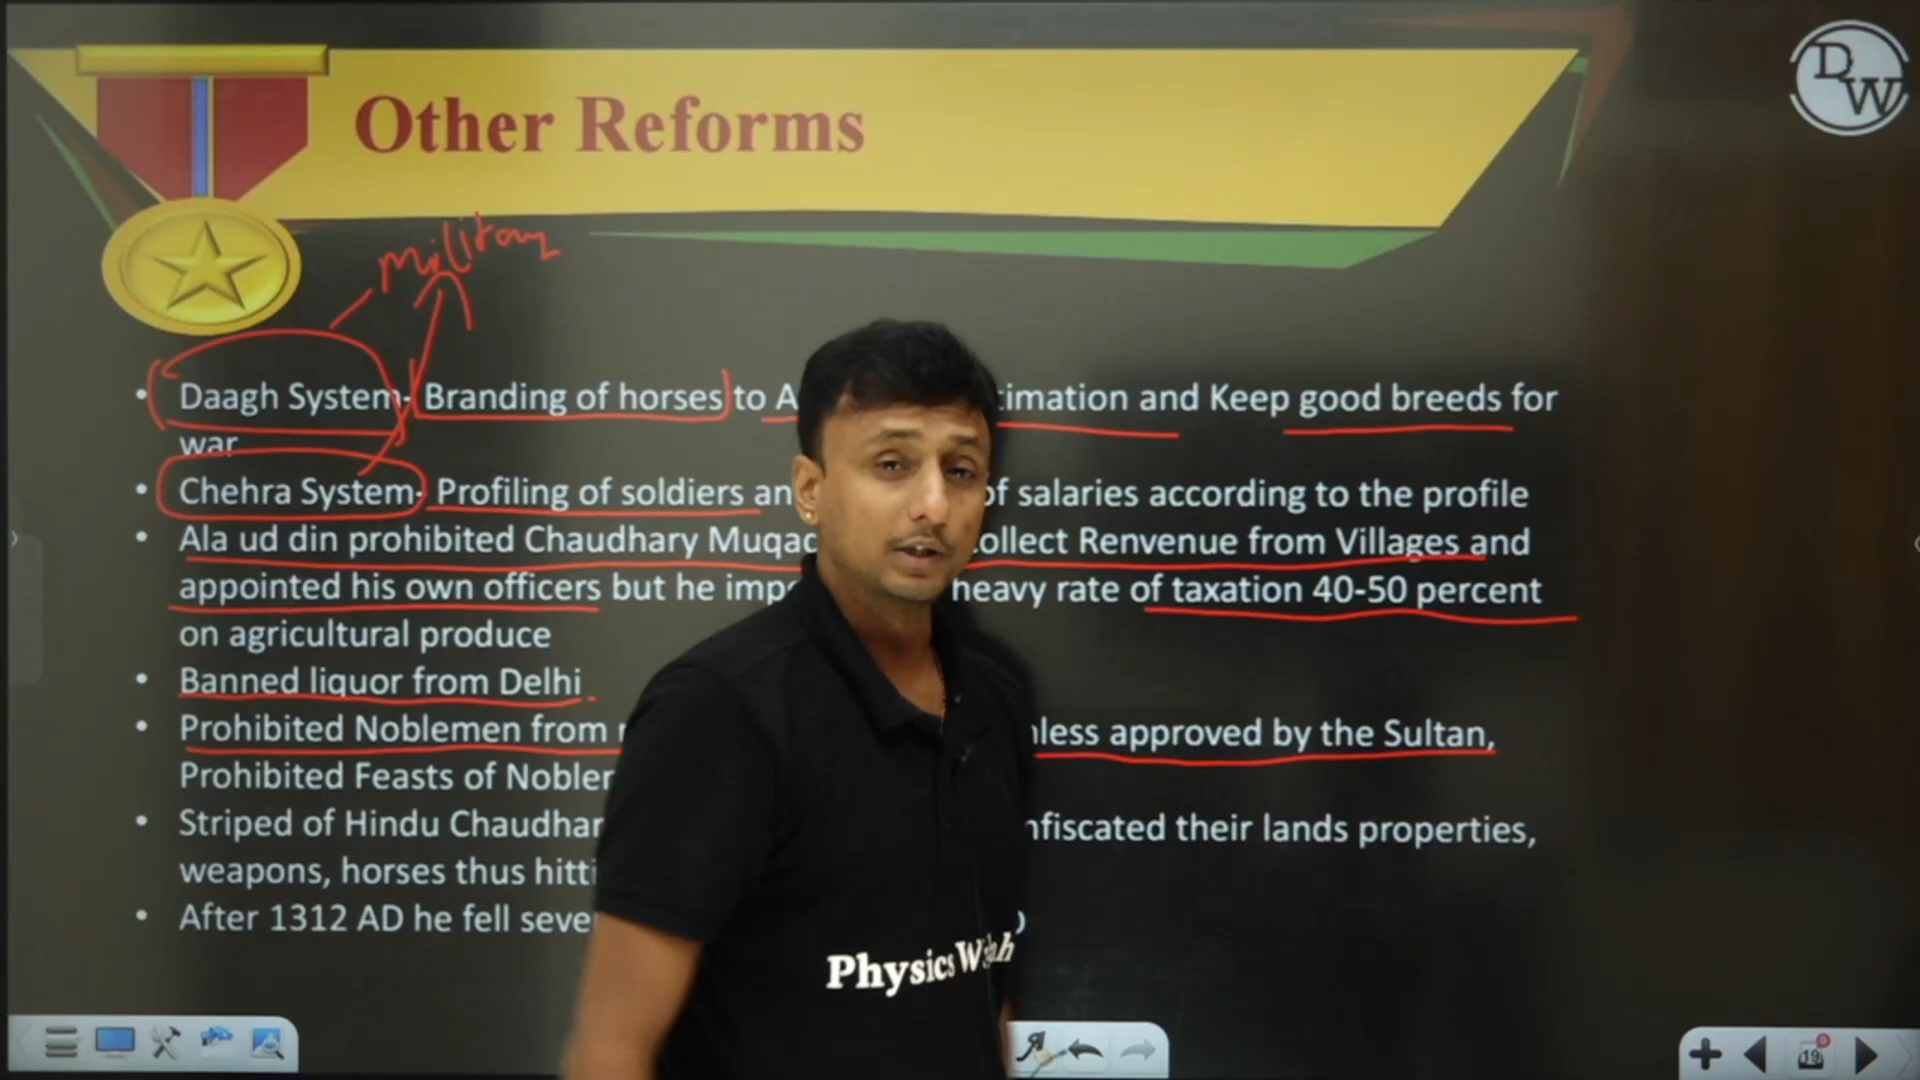 Other Reforms
DW
military
• Daagh System- Branding of horses to A timation and Keep good breeds for
war
• Chehra System- Profiling of soldiers an of salaries according to the profile
• Ala ud din prohibited Chaudhary Muqad ollect Renvenue from Villages and
appointed his own officers but he imp heavy rate of taxation 40-50 percent
on agricultural produce
• Banned liquor from Delhi
• Prohibited Noblemen from nless approved by the Sultan,
Prohibited Feasts of Nobler
• Striped of Hindu Chaudhar nfiscated their lands properties,
weapons, horses thus hitti
• After 1312 AD he fell seve
Physics Wallah
19